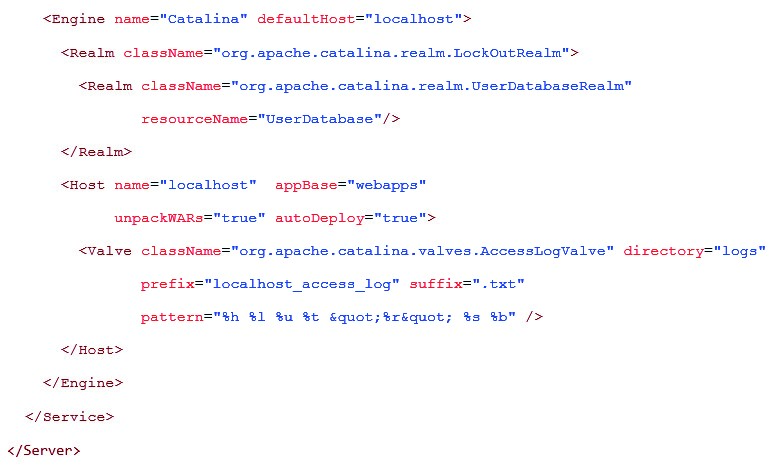 <Engine name="Catalina" defaultHost="localhost">
<Realm className="org.apache.catalina.realm.LockOutRealm">
<Realm className="org.apache.catalina.realm.UserDatabaseRealm"
resourceName="UserDatabase"/>
</Realm>
<Host name="localhost"  appBase="webapps"
unpackWARs="true" autoDeploy="true">
<Valve className="org.apache.catalina.valves.AccessLogValve" directory="logs"
prefix="localhost_access_log" suffix=".txt"
pattern="%h %l %u %t &quot;%r&quot; %s %b" />
</Host>
</Engine>
</Service>
</Server>